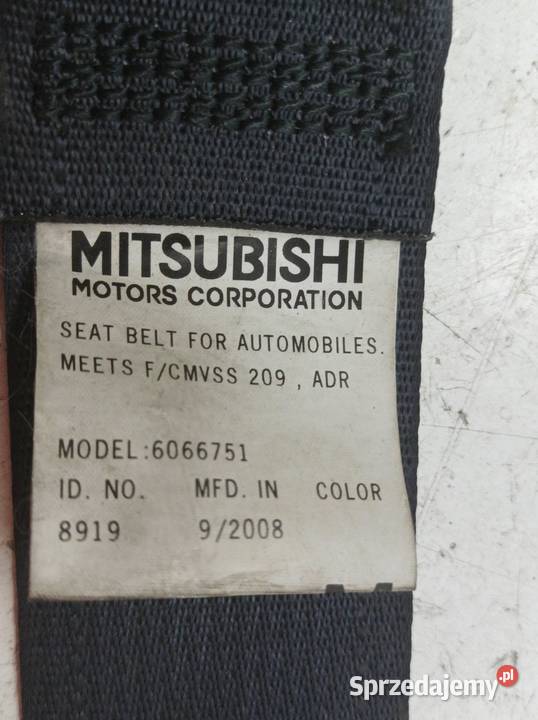 MITSUBISHI
MOTORS CORPORATION
SEAT BELT FOR AUTOMOBILES.
MEETS F/CMVSS 209 , ADR
MODEL:6066751
ID. NO. MFD. IN COLOR
8919 9/2008
Sprzedajemy.pl